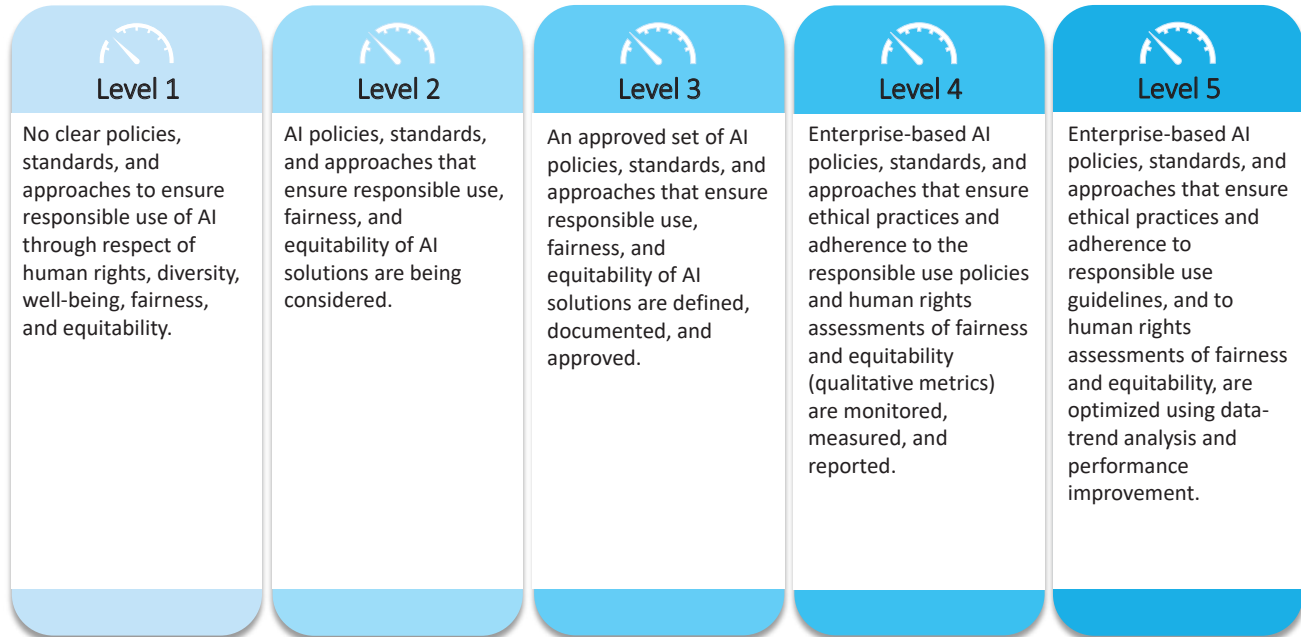 Level 1
No clear policies,
standards, and
approaches to ensure
responsible use of AI
through respect of
human rights, diversity,
well-being, fairness,
and equitability.
Level 2
AI policies, standards,
and approaches that
ensure responsible use,
fairness, and
equitability of AI
solutions are being
considered.
Level 3
An approved set of AI
policies, standards, and
approaches that ensure
responsible use,
fairness, and
equitability of AI
solutions are defined,
documented, and
approved.
Level 4
Enterprise-based AI
policies, standards, and
approaches that ensure
ethical practices and
adherence to the
responsible use policies
and human rights
assessments of fairness
and equitability
(qualitative metrics)
are monitored,
measured, and
reported.
Level 5
Enterprise-based AI
policies, standards, and
approaches that ensure
ethical practices and
adherence to
responsible use
guidelines, and to
human rights
assessments of fairness
and equitability, are
optimized using data-
trend analysis and
performance
improvement.